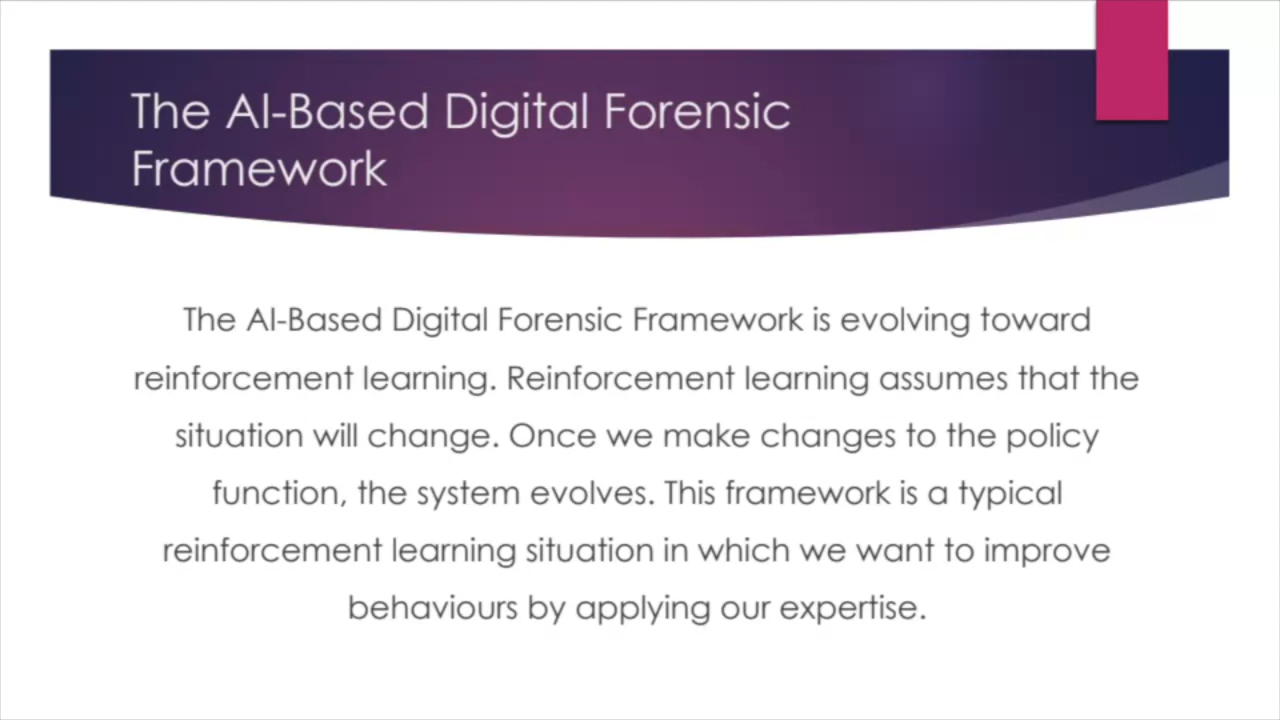 The AI-Based Digital Forensic
Framework
The AI-Based Digital Forensic Framework is evolving toward
reinforcement learning. Reinforcement learning assumes that the
situation will change. Once we make changes to the policy
function, the system evolves. This framework is a typical
reinforcement learning situation in which we want to improve
behaviours by applying our expertise.